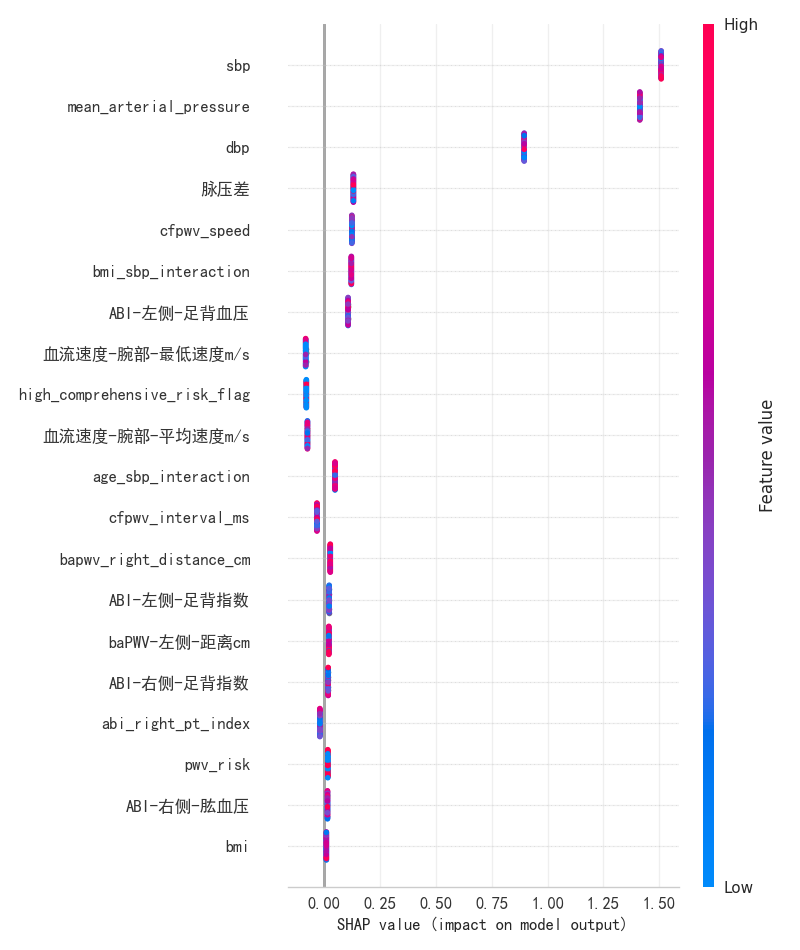 High
sbp
mean_arterial_pressure
dbp
脉压差
cfpwv_speed
bmi_sbp_interaction
ABI-左侧-足背血压
血流速度-腕部-最低速度m/s
high_comprehensive_risk_flag
血流速度-腕部-平均速度m/s
age_sbp_interaction
cfpwv_interval_ms
bapwv_right_distance_cm
ABI-左侧-足背指数
baPWV-左侧-距离cm
ABI-右侧-足背指数
abi_right_pt_index
pwv_risk
ABI-右侧-肱血压
bmi
Low
Feature value
0.00 0.25 0.50 0.75 1.00 1.25 1.50
SHAP value (impact on model output)